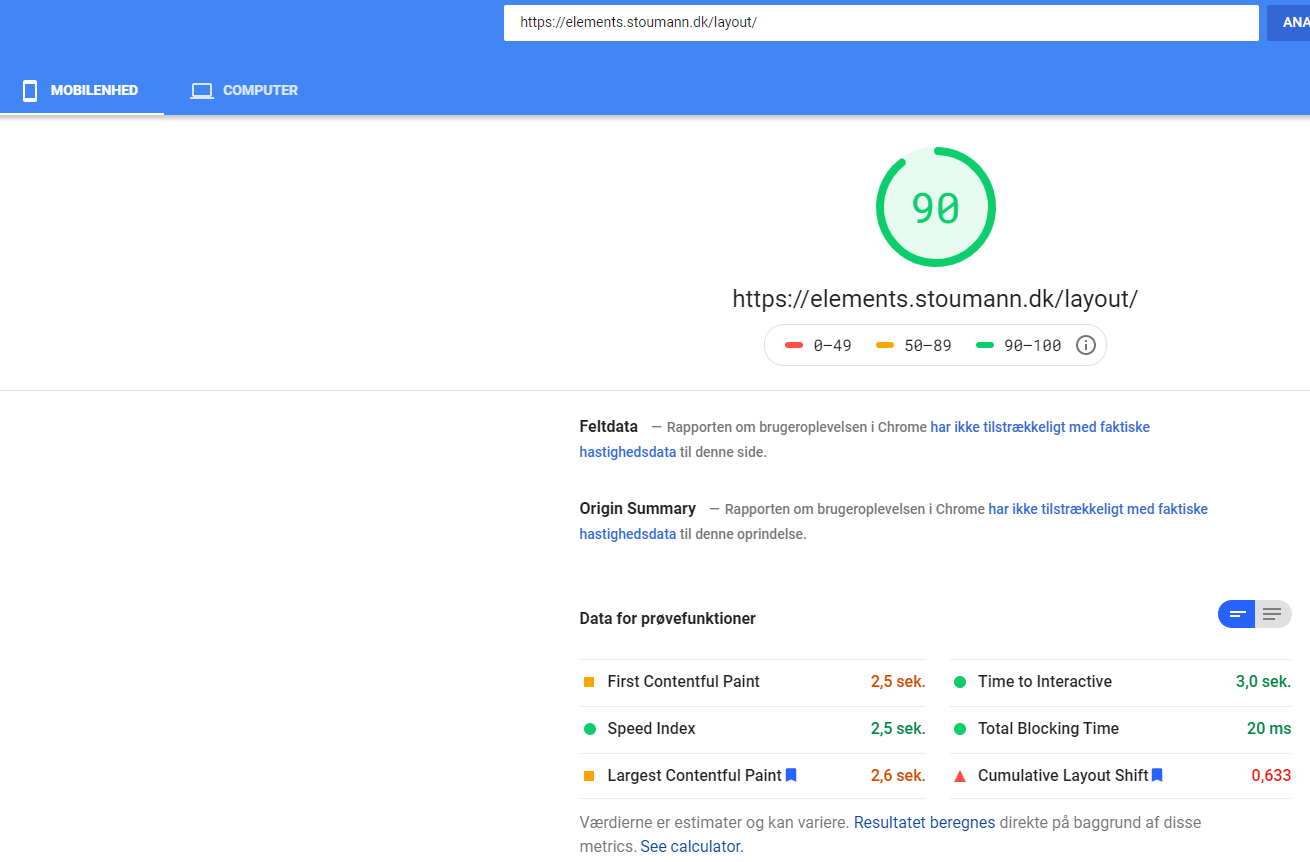 https://elements.stoumann.dk/layout/
ANA
MOBILENHED
COMPUTER
90
https://elements.stoumann.dk/layout/
0–49 50–89 90–100
Feltdata — Rapporten om brugeroplevelsen i Chrome har ikke tilstrækkeligt med faktiske
hastighedsdata til denne side.
Origin Summary — Rapporten om brugeroplevelsen i Chrome har ikke tilstrækkeligt med faktiske
hastighedsdata til denne oprindelse.
Data for prøvefunktioner
First Contentful Paint 2,5 sek.
Time to Interactive 3,0 sek.
Speed Index 2,5 sek.
Total Blocking Time 20 ms
Largest Contentful Paint 2,6 sek.
Cumulative Layout Shift 0,633
Værdierne er estimater og kan variere. Resultatet beregnes direkte på baggrund af disse
metrics. See calculator.